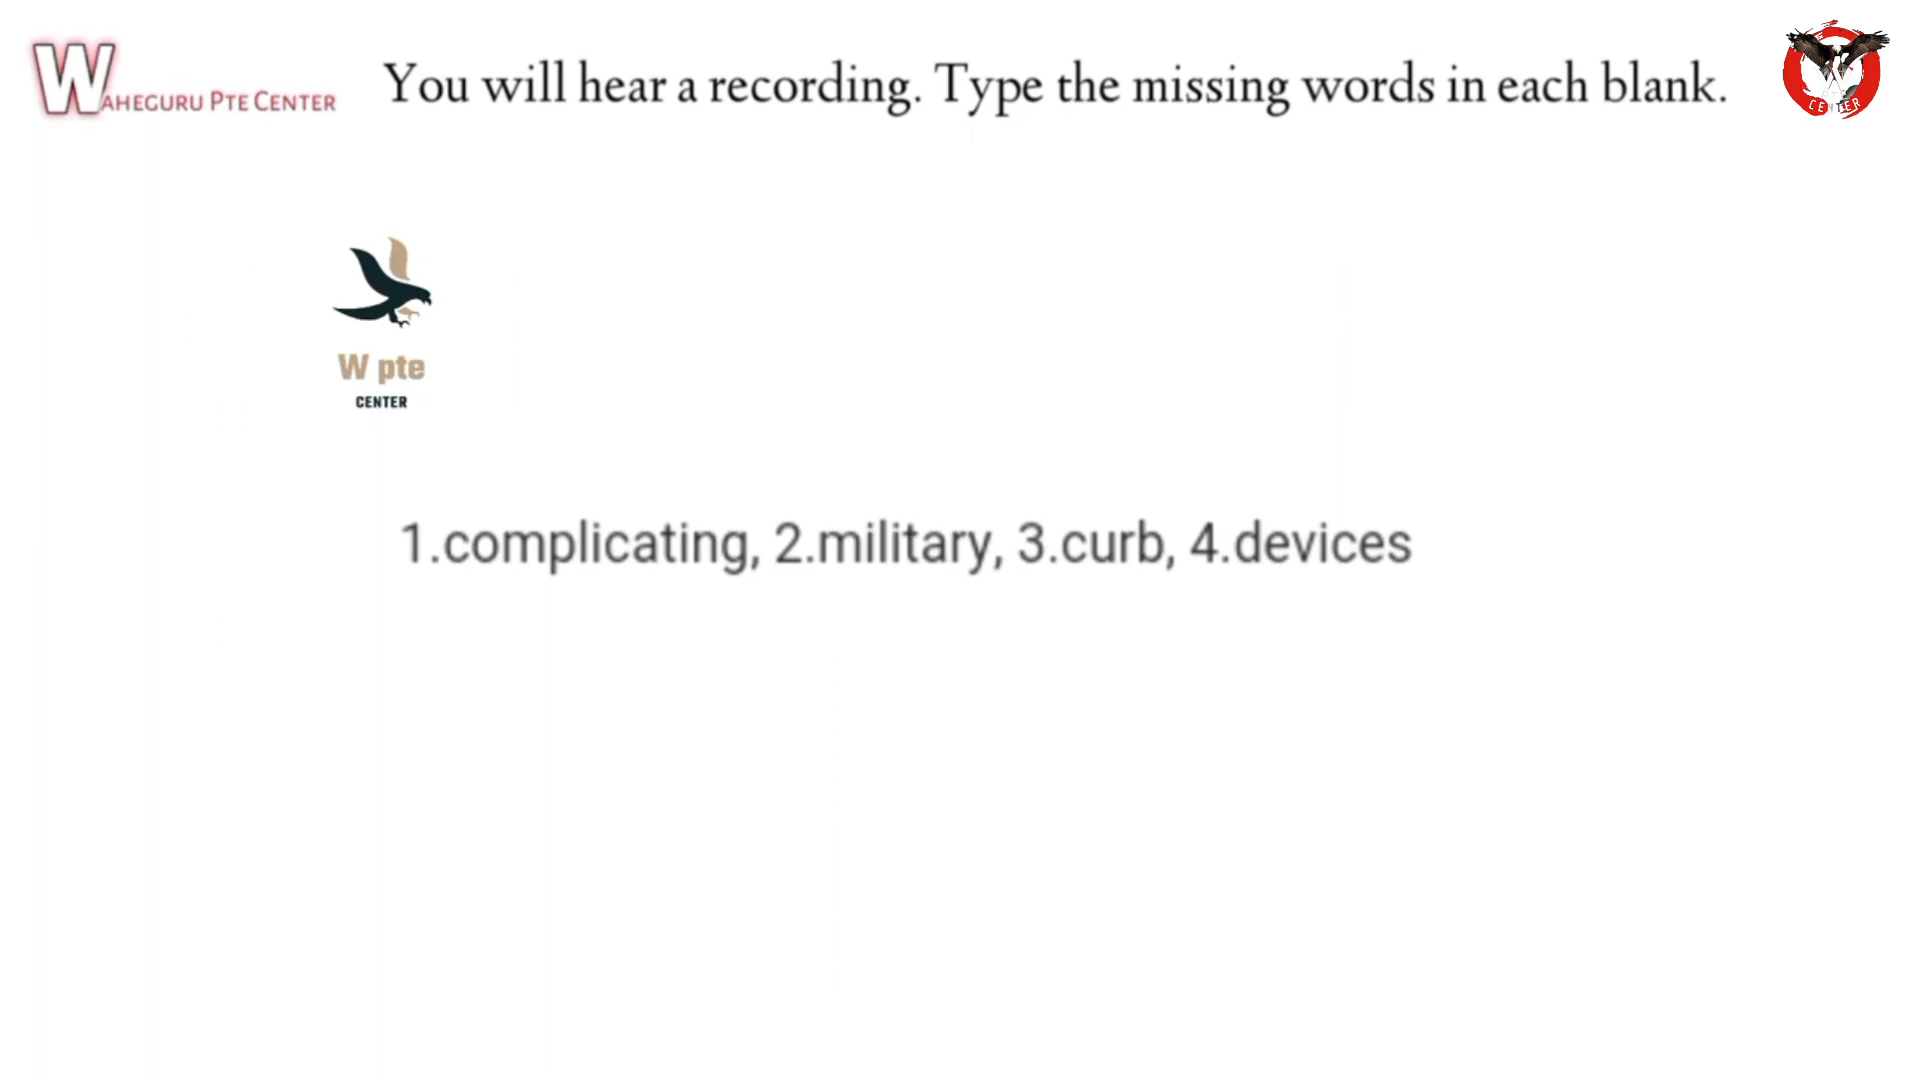 WAHEGURU PTE CENTER
You will hear a recording. Type the missing words in each blank.
CENTER
W pte
CENTER
1.complicating, 2.military, 3.curb, 4.devices